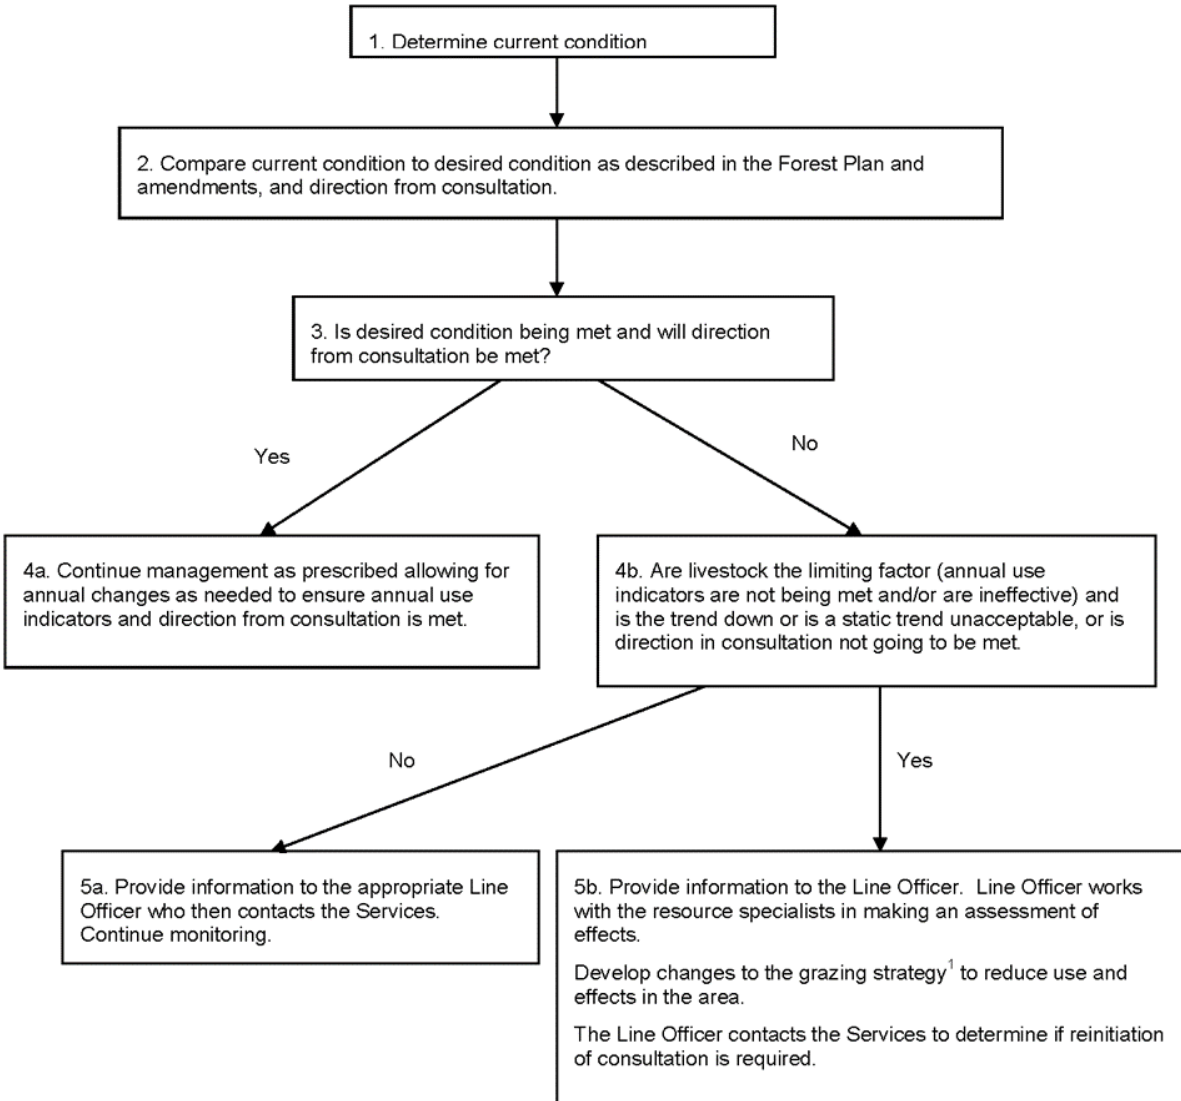 1. Determine current condition
2. Compare current condition to desired condition as described in the Forest Plan and
amendments, and direction from consultation.
3. Is desired condition being met and will direction
from consultation be met?
Yes
No
4a. Continue management as prescribed allowing for
annual changes as needed to ensure annual use
indicators and direction from consultation is met.
4b. Are livestock the limiting factor (annual use
indicators are not being met and/or are ineffective) and
is the trend down or is a static trend unacceptable, or is
direction in consultation not going to be met.
No
Yes
5a. Provide information to the appropriate Line
Officer who then contacts the Services.
Continue monitoring.
5b. Provide information to the Line Officer. Line Officer works
with the resource specialists in making an assessment of
effects.
Develop changes to the grazing strategy¹ to reduce use and
effects in the area.
The Line Officer contacts the Services to determine if reinitiation
of consultation is required.